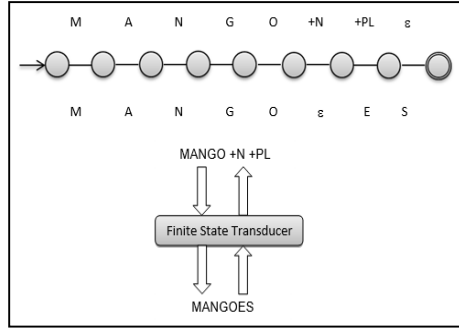 M A N G O +N +PL ε
M A N G O ε E S
MANGO +N +PL
Finite State Transducer
MANGOES